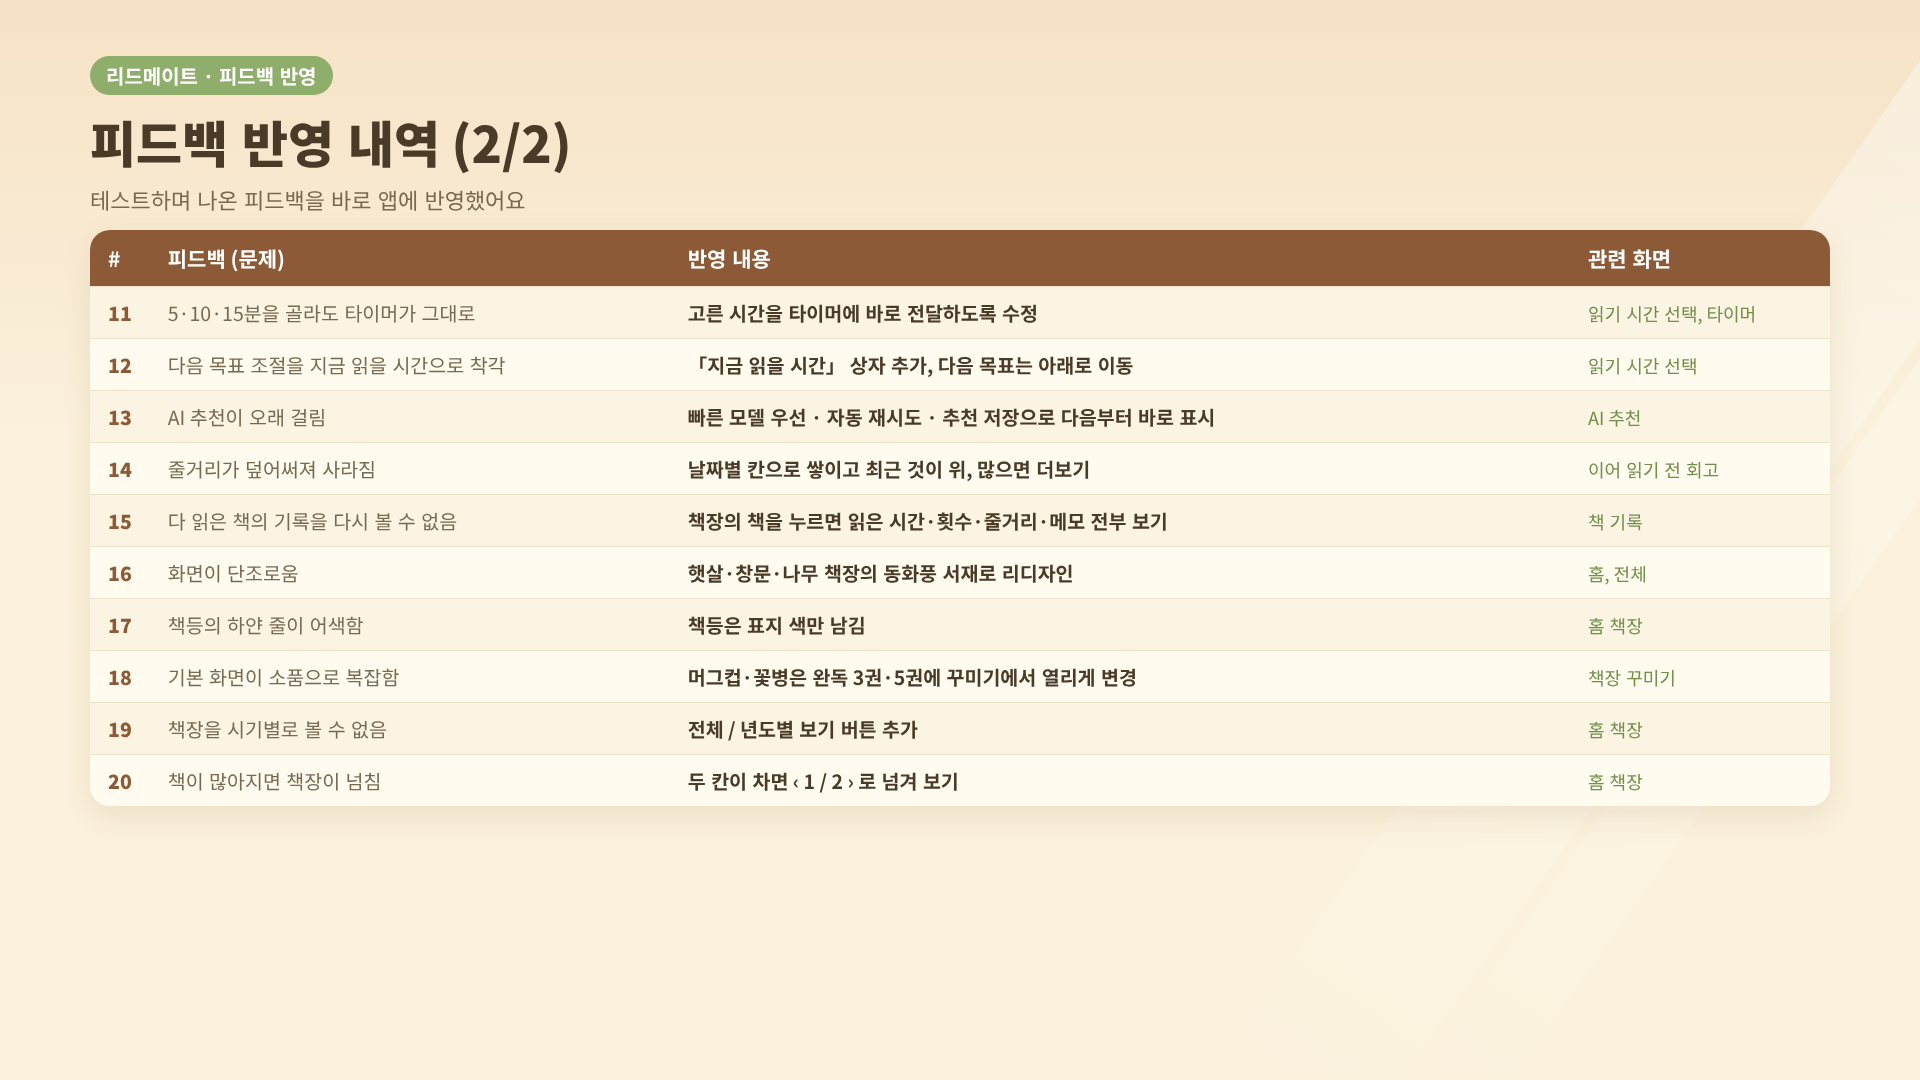 리드메이트 · 피드백 반영
피드백 반영 내역 (2/2)
테스트하며 나온 피드백을 바로 앱에 반영했어요
# 피드백 (문제) 반영 내용 관련 화면
11 5·10·15분을 골라도 타이머가 그대로 고른 시간을 타이머에 바로 전달하도록 수정 읽기 시간 선택, 타이머
12 다음 목표 조절을 지금 읽을 시간으로 착각 「지금 읽을 시간」 상자 추가, 다음 목표는 아래로 이동 읽기 시간 선택
13 AI 추천이 오래 걸림 빠른 모델 우선 · 자동 재시도 · 추천 저장으로 다음부터 바로 표시 AI 추천
14 줄거리가 덮어써져 사라짐 날짜별 칸으로 쌓이고 최근 것이 위, 많으면 더보기 이어 읽기 전 회고
15 다 읽은 책의 기록을 다시 볼 수 없음 책장의 책을 누르면 읽은 시간·횟수·줄거리·메모 전부 보기 책 기록
16 화면이 단조로움 햇살·창문·나무 책장의 동화풍 서재로 리디자인 홈, 전체
17 책등의 하얀 줄이 어색함 책등은 표지 색만 남김 홈 책장
18 기본 화면이 소품으로 복잡함 머그컵·꽃병은 완독 3권·5권에 꾸미기에서 열리게 변경 책장 꾸미기
19 책장을 시기별로 볼 수 없음 전체 / 년도별 보기 버튼 추가 홈 책장
20 책이 많아지면 책장이 넘침 두 칸이 차면 ‹ 1 / 2 › 로 넘겨 보기 홈 책장